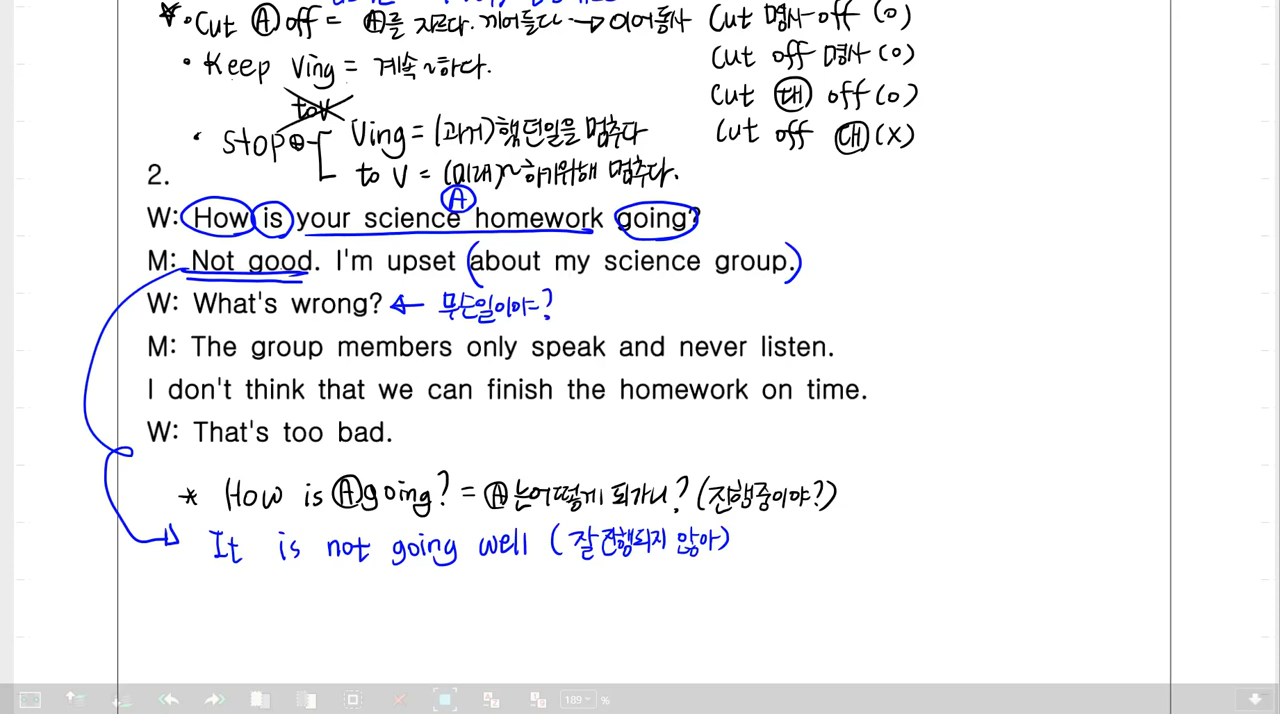 • Cut Ⓐ off = Ⓐ를 자르다. 끼어들다 → 이어동사 Cut 명사 off (o)
Cut off 명사 (o)
• Keep Ving = 계속 ~하다.
toV
Cut 대 off (o)
Cut off 대 (X)
• Stop ⊕ Ving = (과거) 했던일을 멈추다
to V = (미래) ~하기위해 멈추다.
2.
A
W: How is your science homework going?
M: Not good. I'm upset (about my science group.)
W: What's wrong? ← 무슨일이야?
M: The group members only speak and never listen.
I don't think that we can finish the homework on time.
W: That's too bad.
* How is Ⓐ going? = Ⓐ는 어떻게 되가니? (진행중이야?)
It is not going well (잘 진행되지 않아)
189 %